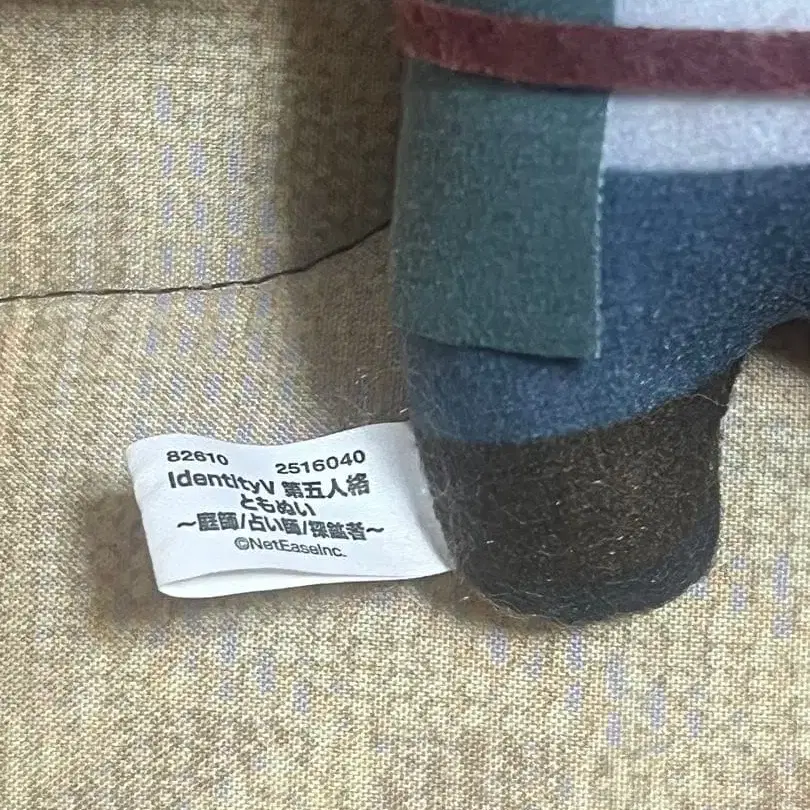 82610 2516040
IdentityV 第五人格
ともぬい
～庭師/占い師/探鉱者～
©NetEaseInc.